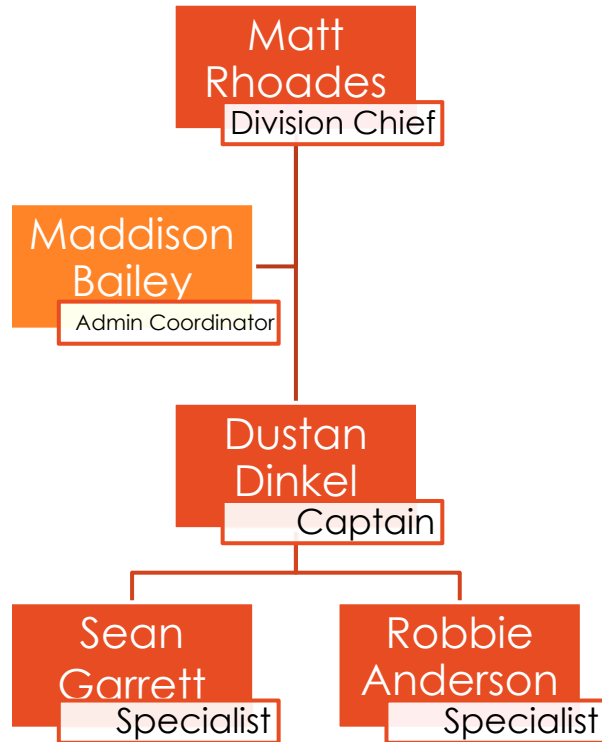 Matt
Rhoades
Division Chief
Maddison
Bailey
Admin Coordinator
Dustan
Dinkel
Captain
Sean
Garrett
Specialist
Robbie
Anderson
Specialist